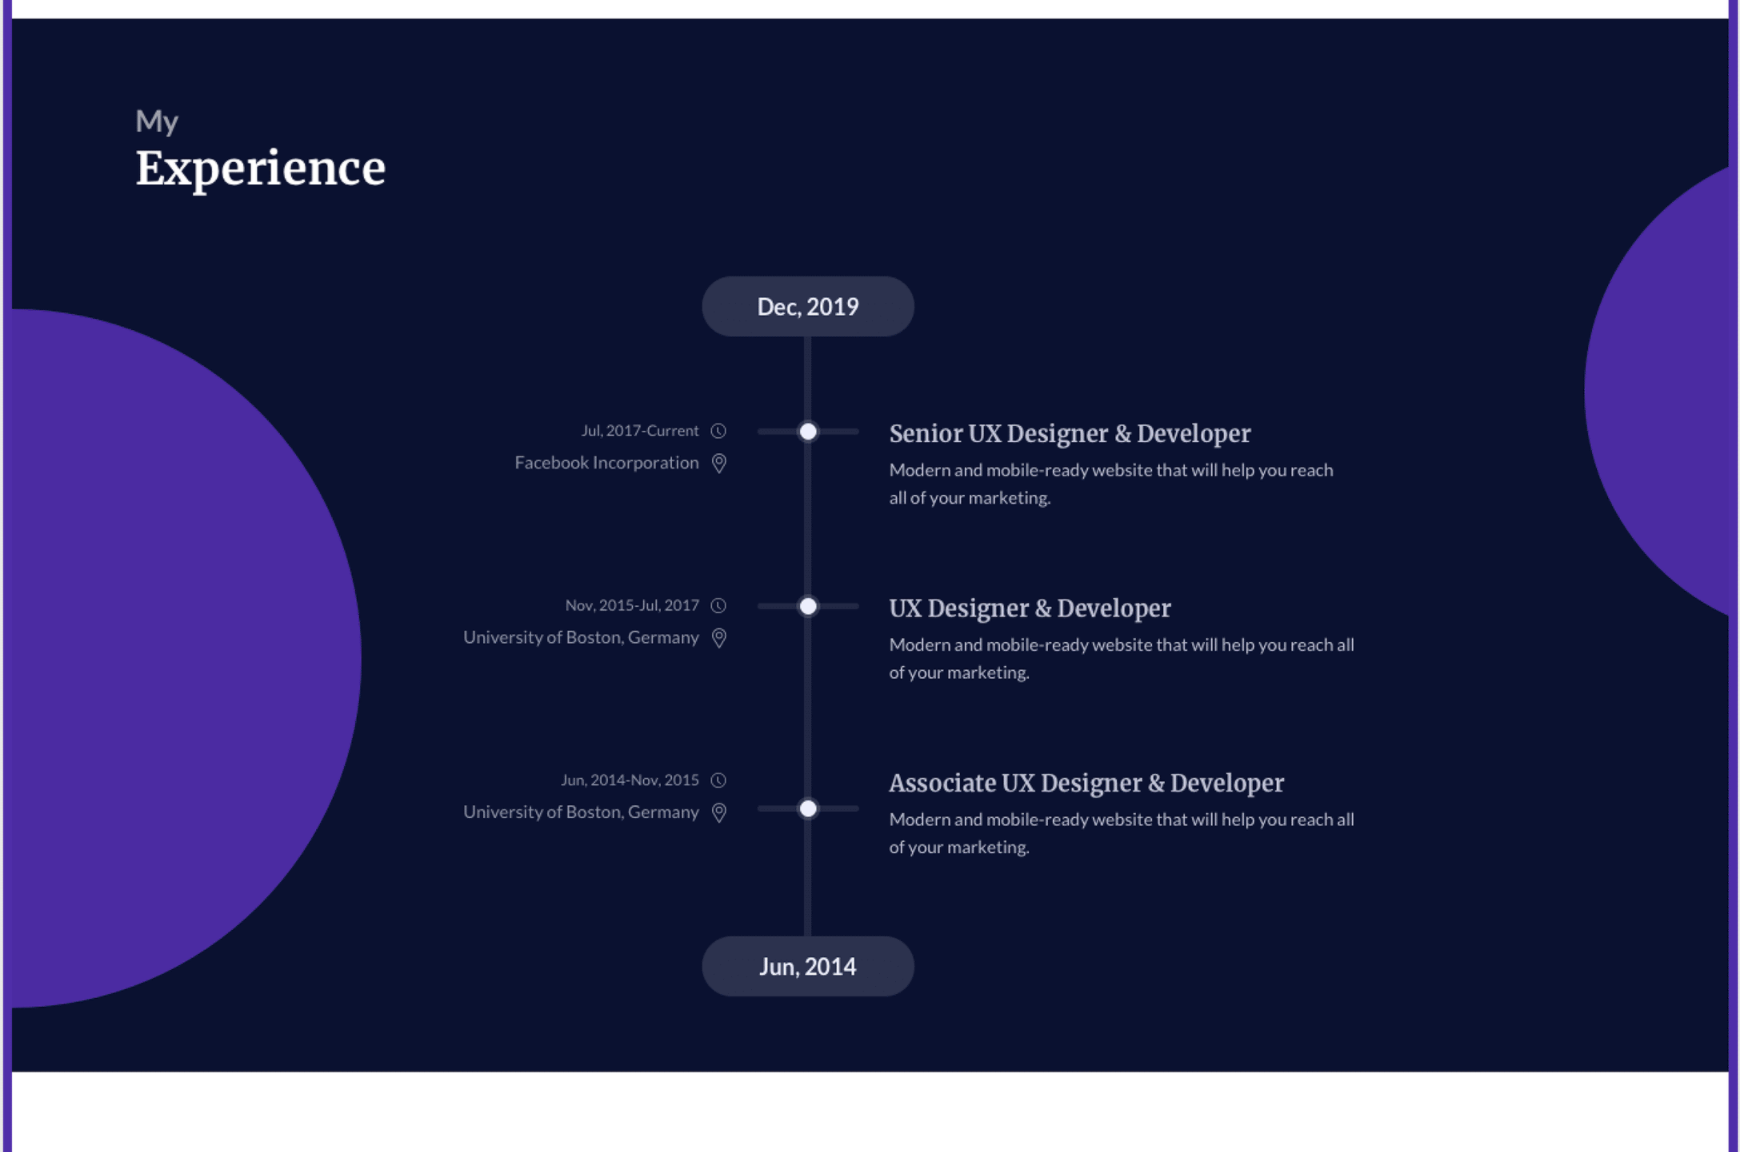 My
Experience
Dec, 2019
Jul, 2017-Current
Facebook Incorporation
Senior UX Designer & Developer
Modern and mobile-ready website that will help you reach
all of your marketing.
Nov, 2015-Jul, 2017
University of Boston, Germany
UX Designer & Developer
Modern and mobile-ready website that will help you reach all
of your marketing.
Jun, 2014-Nov, 2015
University of Boston, Germany
Associate UX Designer & Developer
Modern and mobile-ready website that will help you reach all
of your marketing.
Jun, 2014